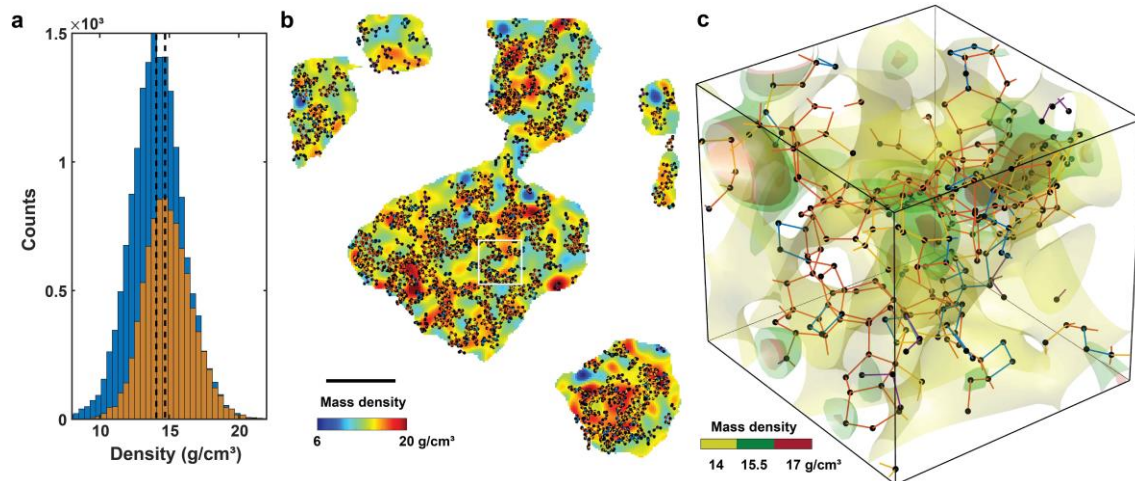 a
1.5 ×10³
1
0.5
0
Counts
10 15 20
Density (g/cm³)
b
Mass density
6 20 g/cm³
c
Mass density
14 15.5 17 g/cm³